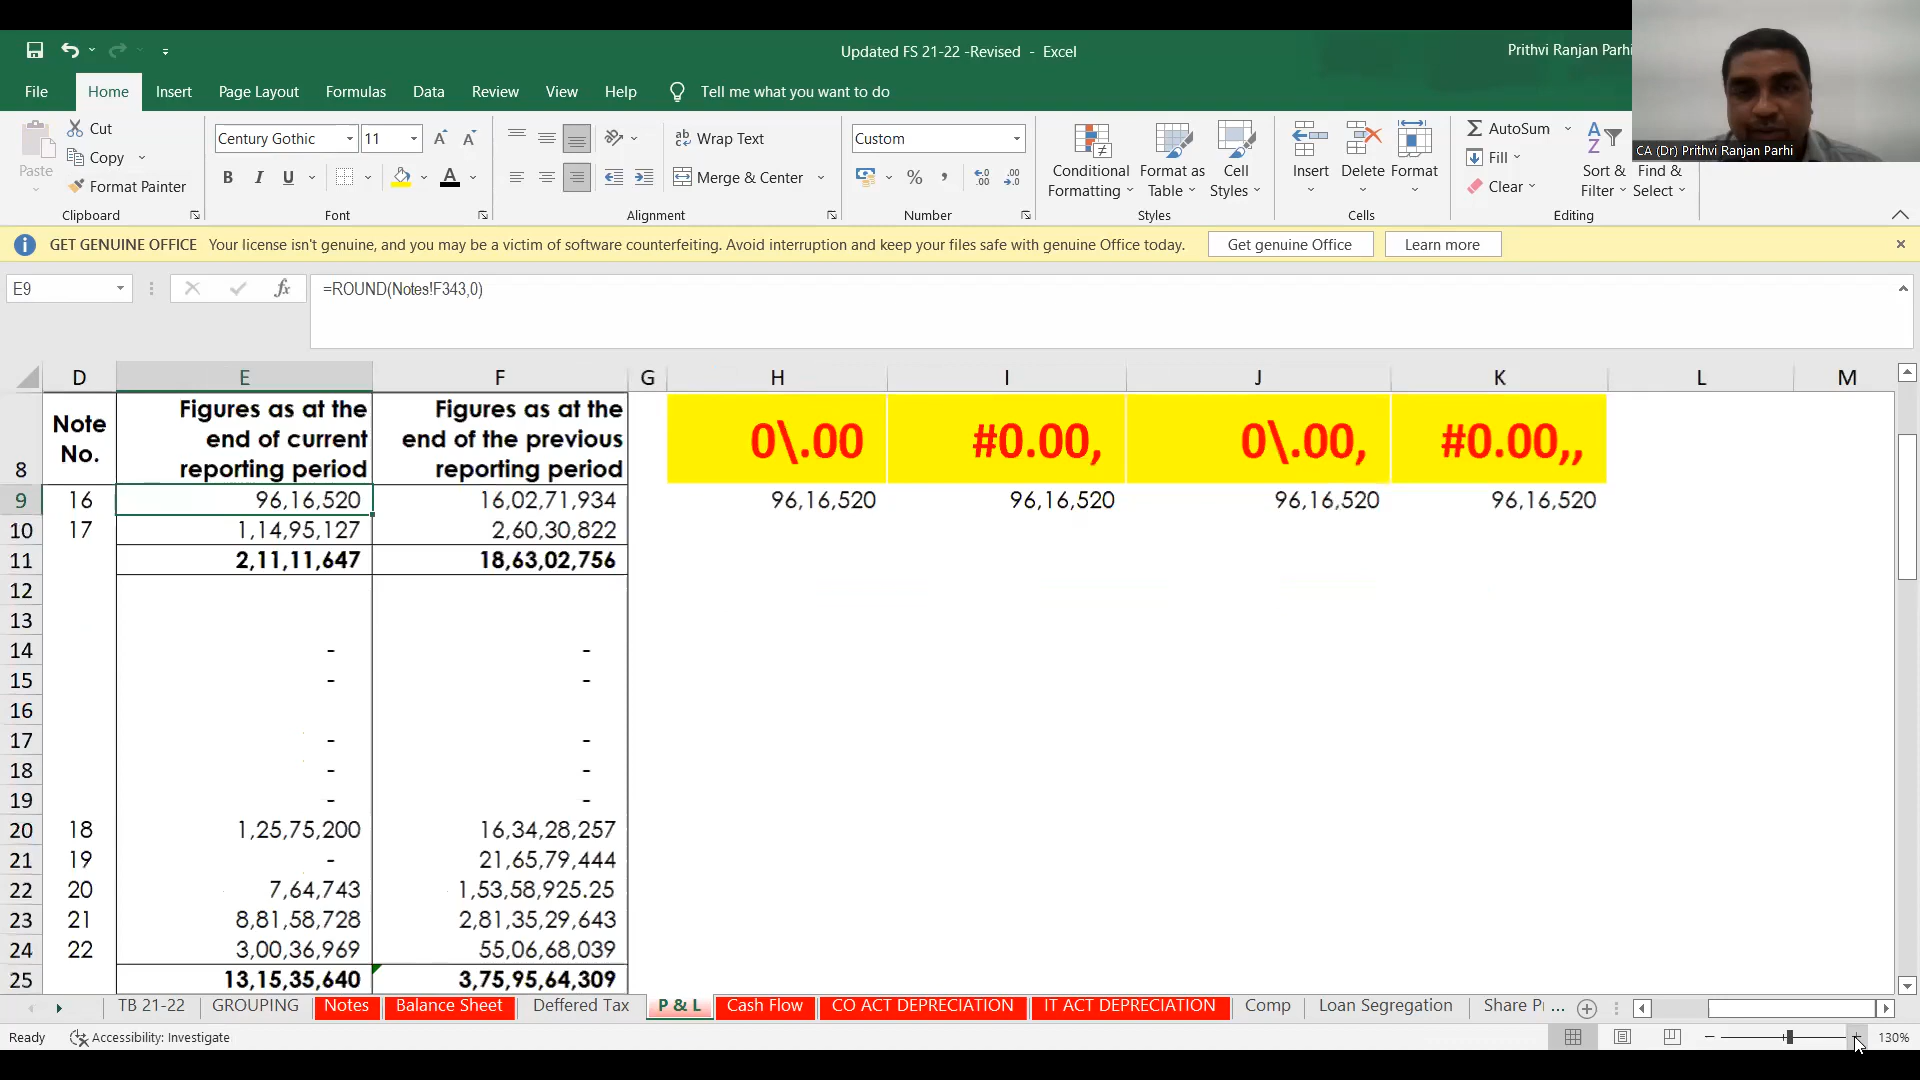 Updated FS 21-22 -Revised - Excel
Prithvi Ranjan Parhi
File Home Insert Page Layout Formulas Data Review View Help Tell me what you want to do
CA (Dr) Prithvi Ranjan Parhi
Paste
Cut
Copy
Format Painter
Clipboard
Century Gothic 11
B I U
Font
Wrap Text
Merge & Center
Alignment
Custom
% ,
Number
Conditional Formatting
Format as Table
Cell Styles
Styles
Insert Delete Format
Cells
AutoSum
Fill
Clear
Sort & Filter
Find & Select
Editing
GET GENUINE OFFICE Your license isn't genuine, and you may be a victim of software counterfeiting. Avoid interruption and keep your files safe with genuine Office today. Get genuine Office Learn more
E9 fx =ROUND(Notes!F343,0)
D E F G H I J K L M
8 Note No. Figures as at the end of current reporting period Figures as at the end of the previous reporting period 0\.00 #0.00, 0\.00, #0.00,,
9 16 96,16,520 16,02,71,934 96,16,520 96,16,520 96,16,520 96,16,520
10 17 1,14,95,127 2,60,30,822
11 2,11,11,647 18,63,02,756
12
13
14 - -
15 - -
16
17 - -
18 - -
19 - -
20 18 1,25,75,200 16,34,28,257
21 19 - 21,65,79,444
22 20 7,64,743 1,53,58,925.25
23 21 8,81,58,728 2,81,35,29,643
24 22 3,00,36,969 55,06,68,039
25 13,15,35,640 3,75,95,64,309
TB 21-22 GROUPING Notes Balance Sheet Deffered Tax P & L Cash Flow CO ACT DEPRECIATION IT ACT DEPRECIATION Comp Loan Segregation Share P ...
Ready Accessibility: Investigate 130%